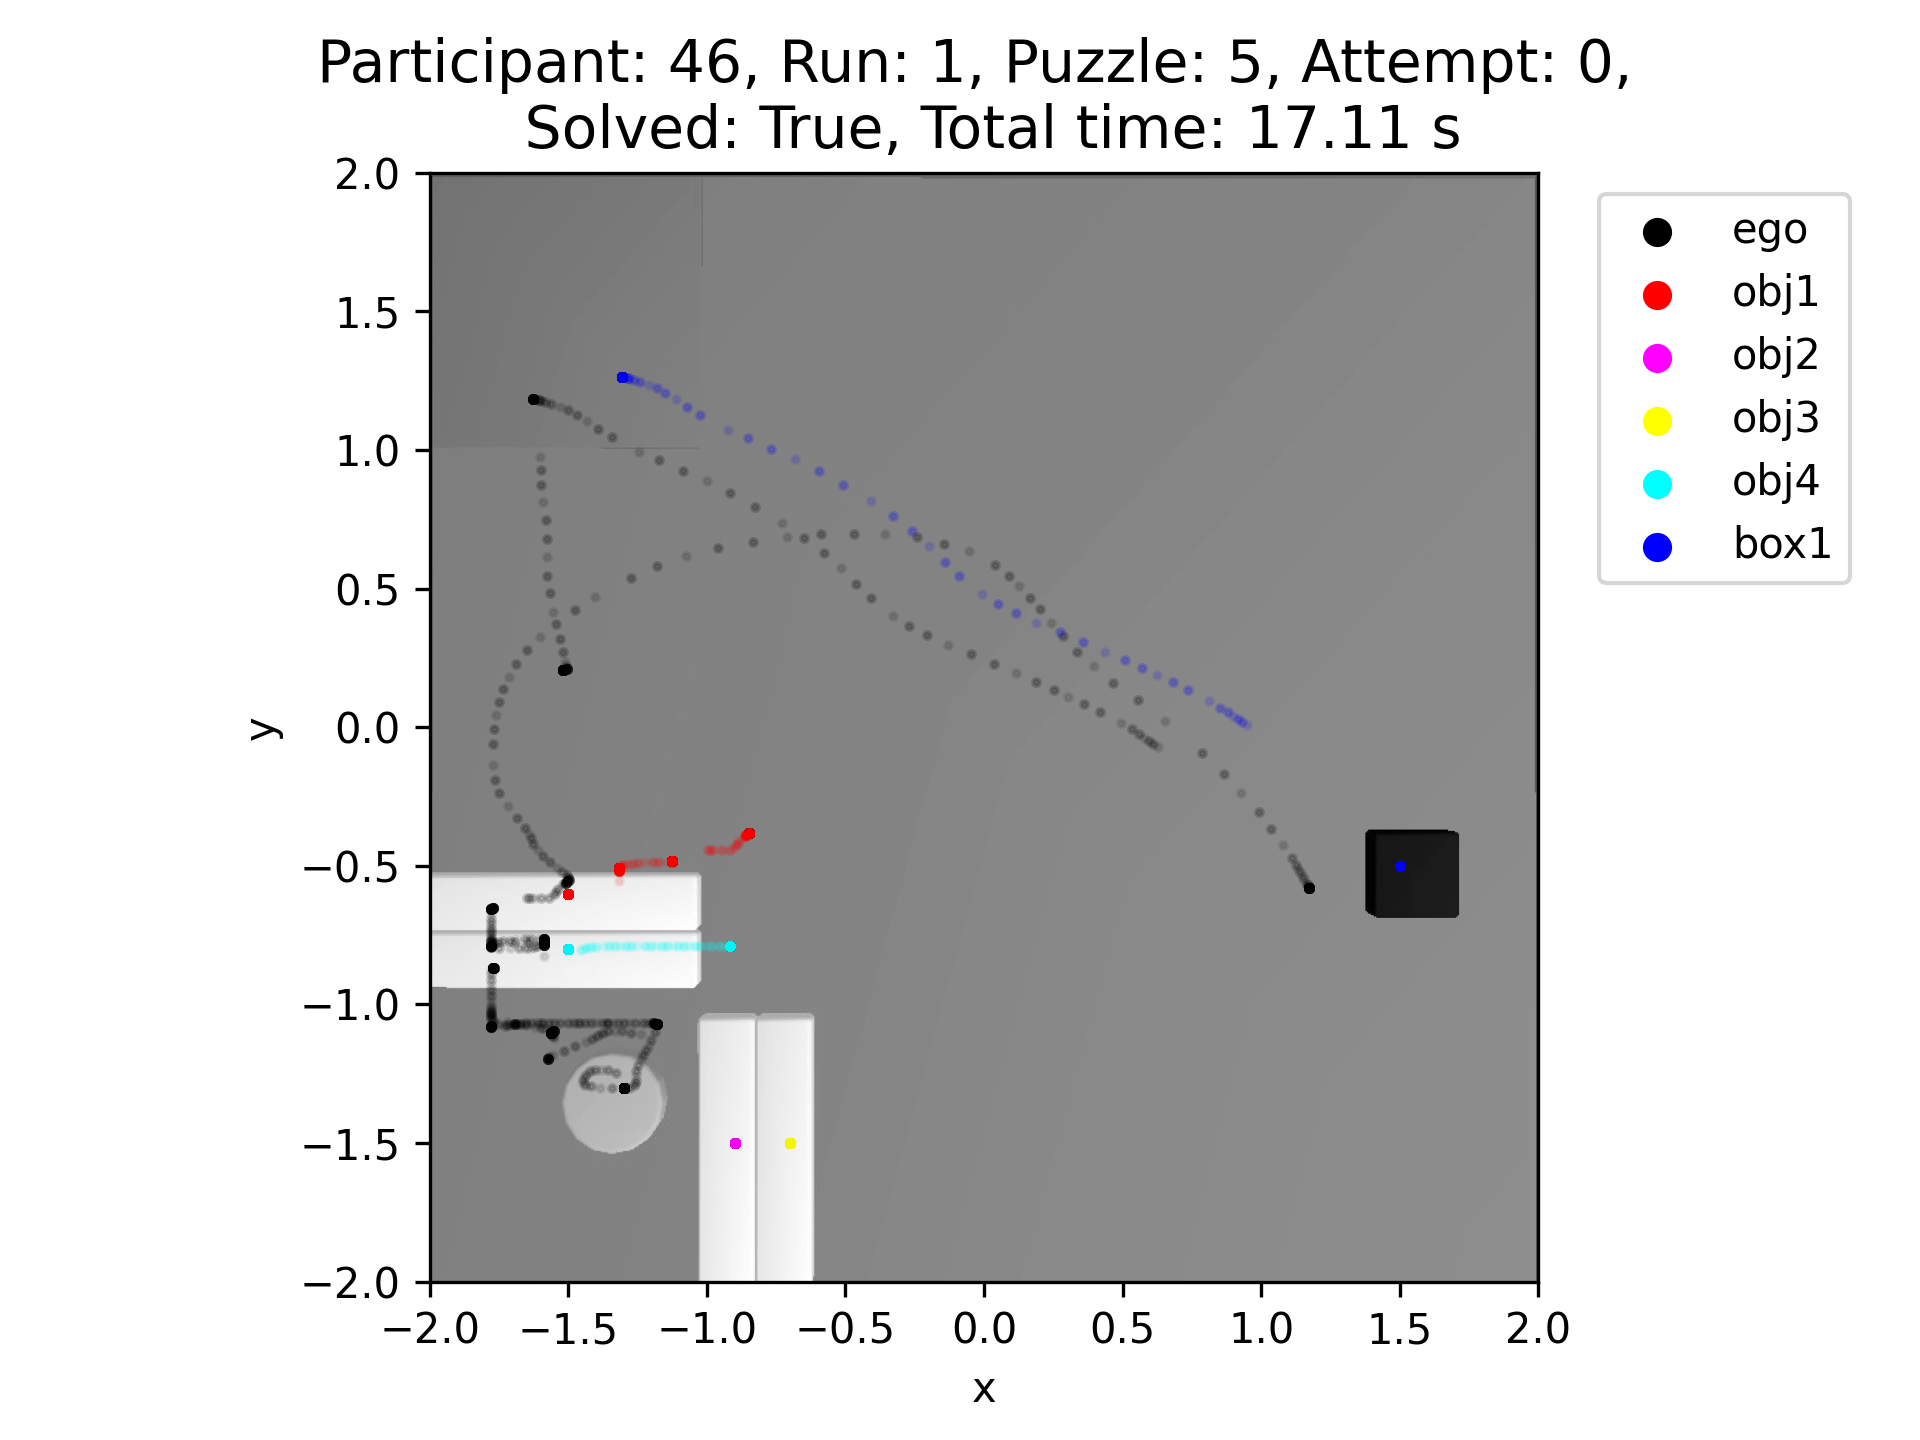 Participant: 46, Run: 1, Puzzle: 5, Attempt: 0,
Solved: True, Total time: 17.11 s
2.0
1.5
1.0
0.5
0.0
−0.5
−1.0
−1.5
−2.0
y
−2.0 −1.5 −1.0 −0.5 0.0 0.5 1.0 1.5 2.0
x
ego
obj1
obj2
obj3
obj4
box1